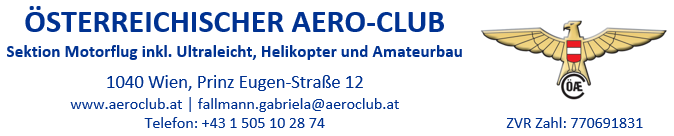 ÖSTERREICHISCHER AERO-CLUB
Sektion Motorflug inkl. Ultraleicht, Helikopter und Amateurbau
1040 Wien, Prinz Eugen-Straße 12
www.aeroclub.at | fallmann.gabriela@aeroclub.at
Telefon: +43 1 505 10 28 74
ÖÆC
ZVR Zahl: 770691831